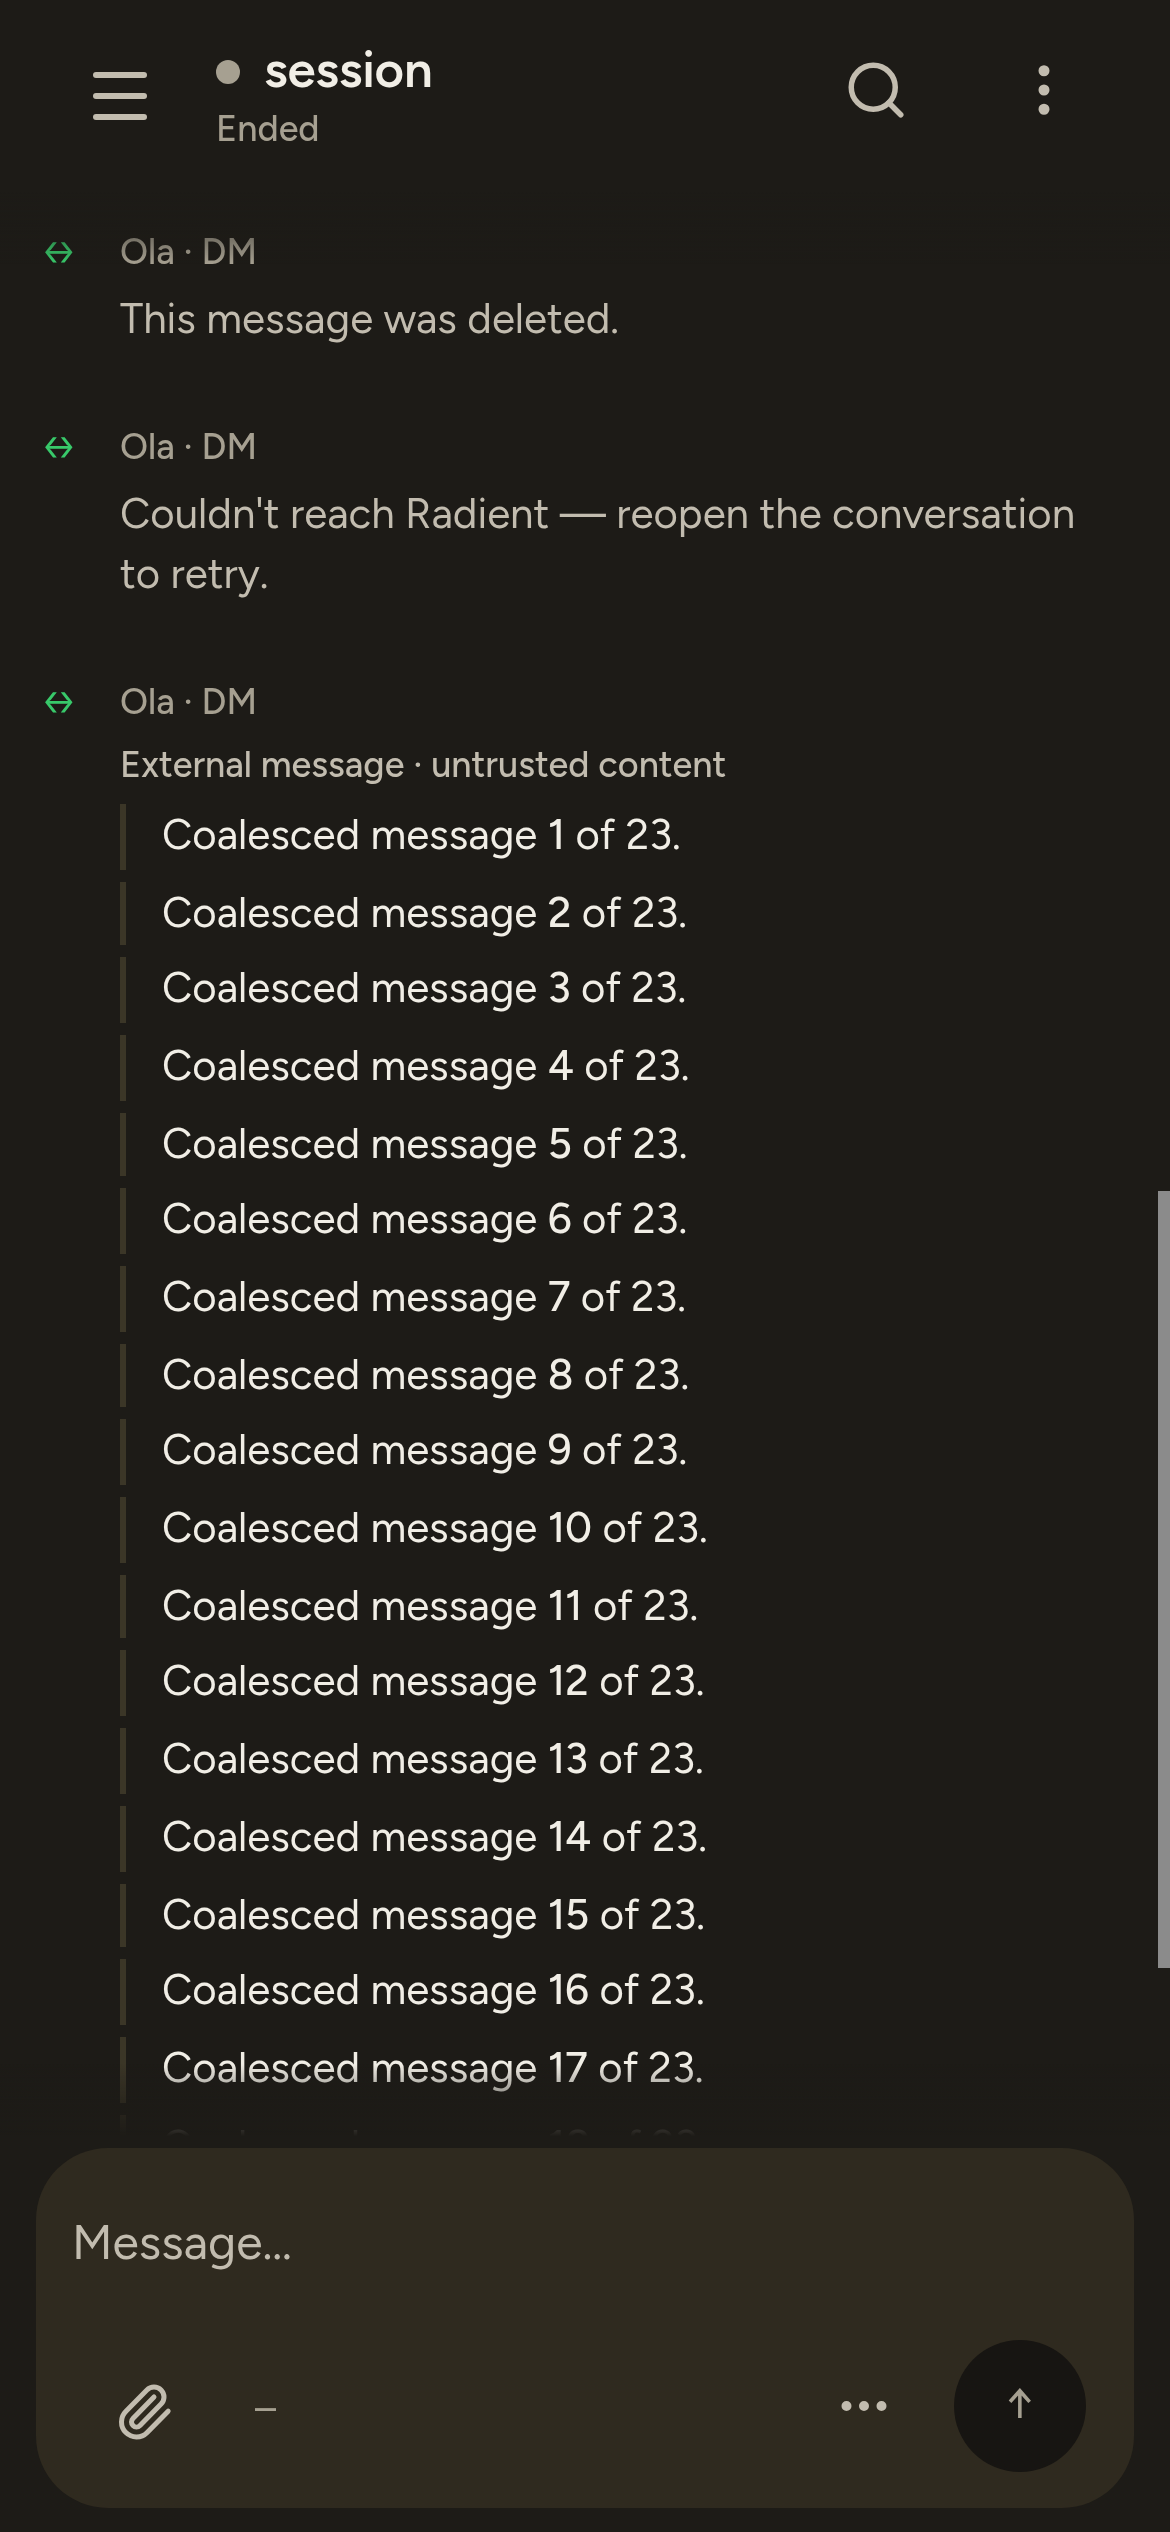 session
Ended
Ola · DM
This message was deleted.
Ola · DM
Couldn't reach Radient — reopen the conversation
to retry.
Ola · DM
External message · untrusted content
Coalesced message 1 of 23.
Coalesced message 2 of 23.
Coalesced message 3 of 23.
Coalesced message 4 of 23.
Coalesced message 5 of 23.
Coalesced message 6 of 23.
Coalesced message 7 of 23.
Coalesced message 8 of 23.
Coalesced message 9 of 23.
Coalesced message 10 of 23.
Coalesced message 11 of 23.
Coalesced message 12 of 23.
Coalesced message 13 of 23.
Coalesced message 14 of 23.
Coalesced message 15 of 23.
Coalesced message 16 of 23.
Coalesced message 17 of 23.
Message...
–